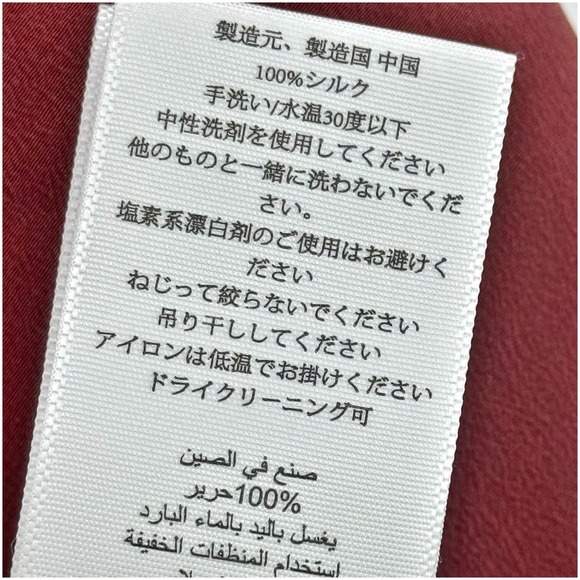 製造元、製造国 中国
100%シルク
手洗い/水温30度以下
中性洗剤を使用してください
他のものと一緒に洗わないでくだ
さい。
塩素系漂白剤のご使用はお避けく
ださい
ねじって絞らないでください
吊り干ししてください
アイロンは低温でお掛けください
ドライクリーニング可
صنع في الصين
100%حرير
يغسل باليد بالماء البارد
استخدام المنظفات الخفيفة